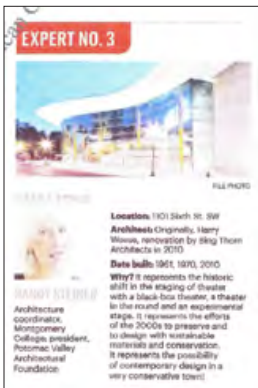 EXPERT NO. 3
FILE PHOTO
Location: 1101 Sixth St. SW
Architect: Originally, Harry
Weese, renovation by Bing Thom
Architects in 2010
Date built: 1961, 1970, 2010
Why? It represents the historic
shift in the staging of theater
with a black-box theater, a theater
in the round and an experimental
stage. It represents the efforts
of the 2000s to preserve and
to design with sustainable
materials and conservation.
It represents the possibility
of contemporary design in a
very conservative town!
RANDY STEINER
Architecture
coordinator,
Montgomery
College; president,
Potomac Valley
Architectural
Foundation